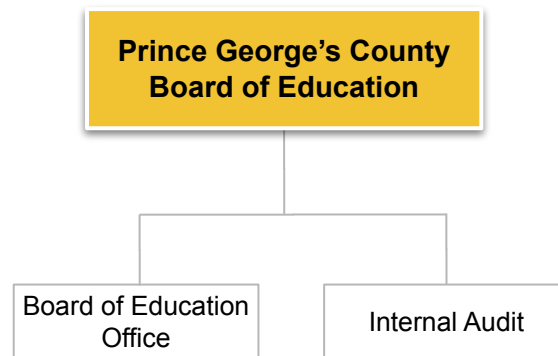 Prince George’s County
Board of Education
Board of Education
Office
Internal Audit